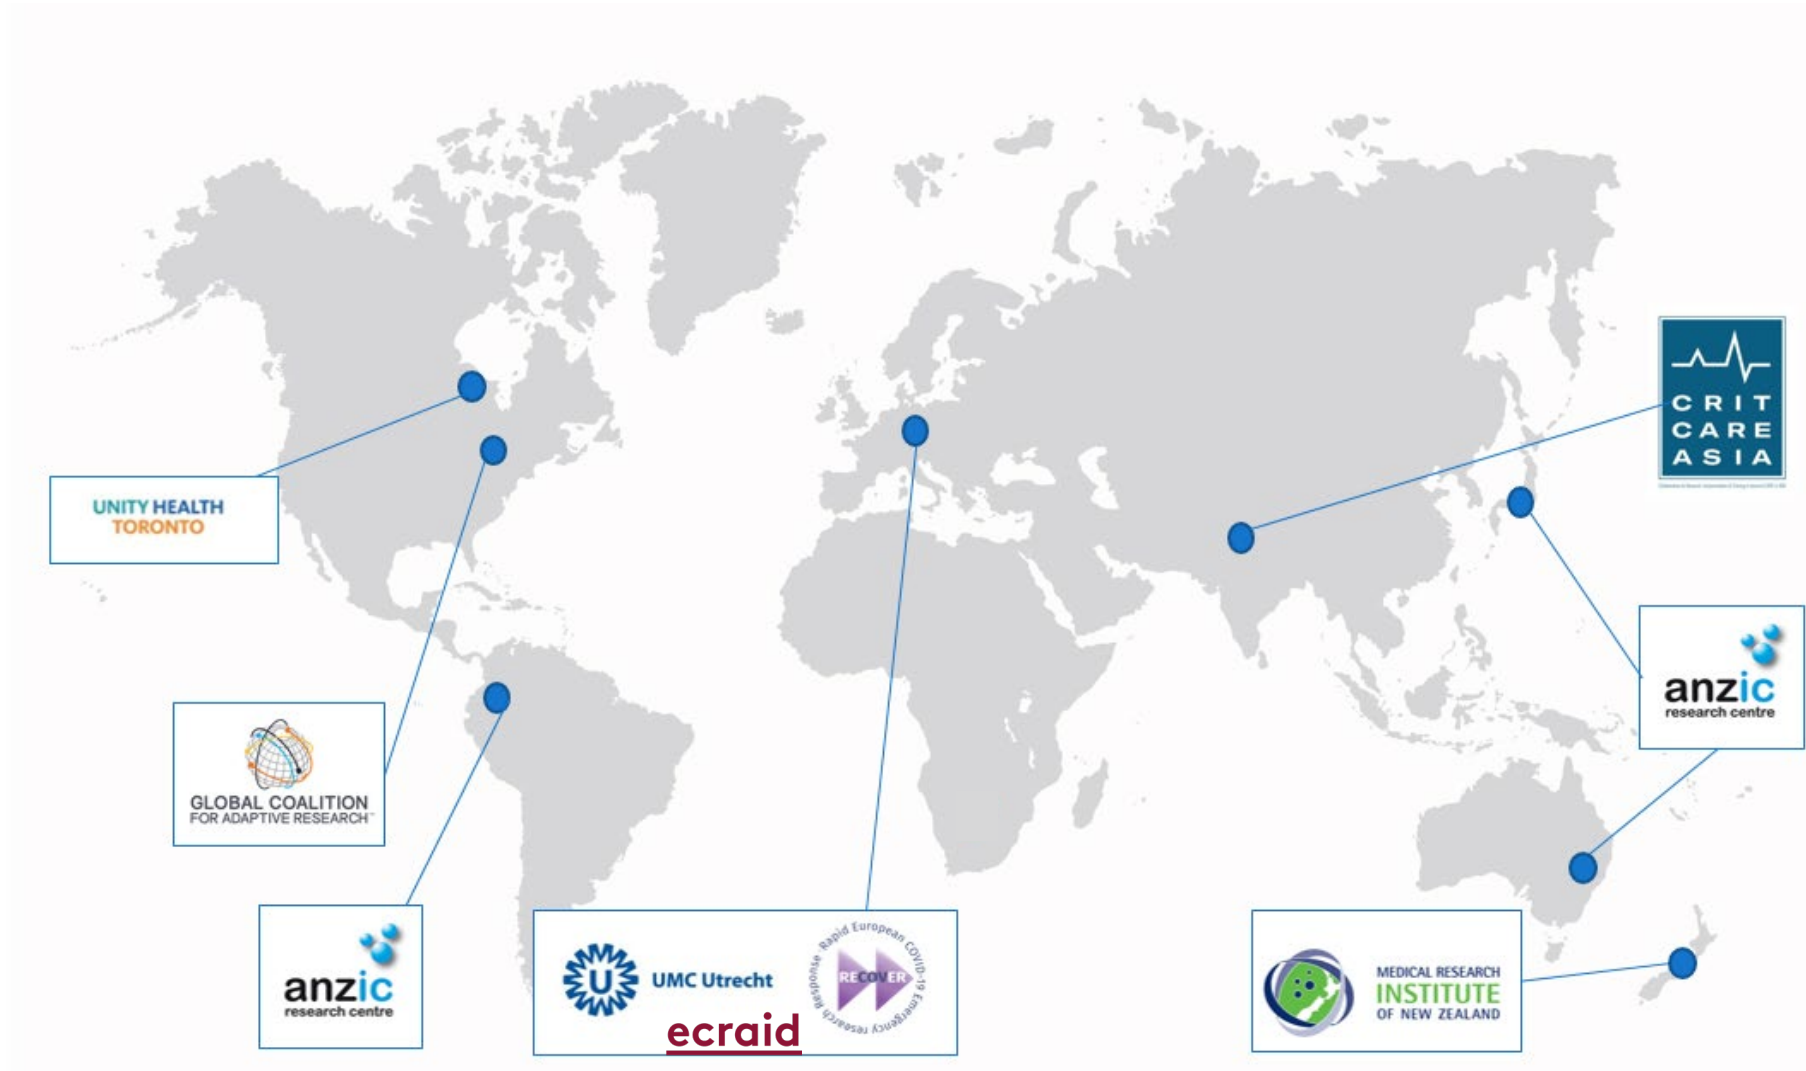 CRIT
CARE
ASIA
UNITY HEALTH
TORONTO
anzic
research centre
GLOBAL COALITION
FOR ADAPTIVE RESEARCH™
anzic
research centre
UMC Utrecht
ecraid
Rapid European COVID-19 Emergency research Response
RECOVER
MEDICAL RESEARCH
INSTITUTE
OF NEW ZEALAND